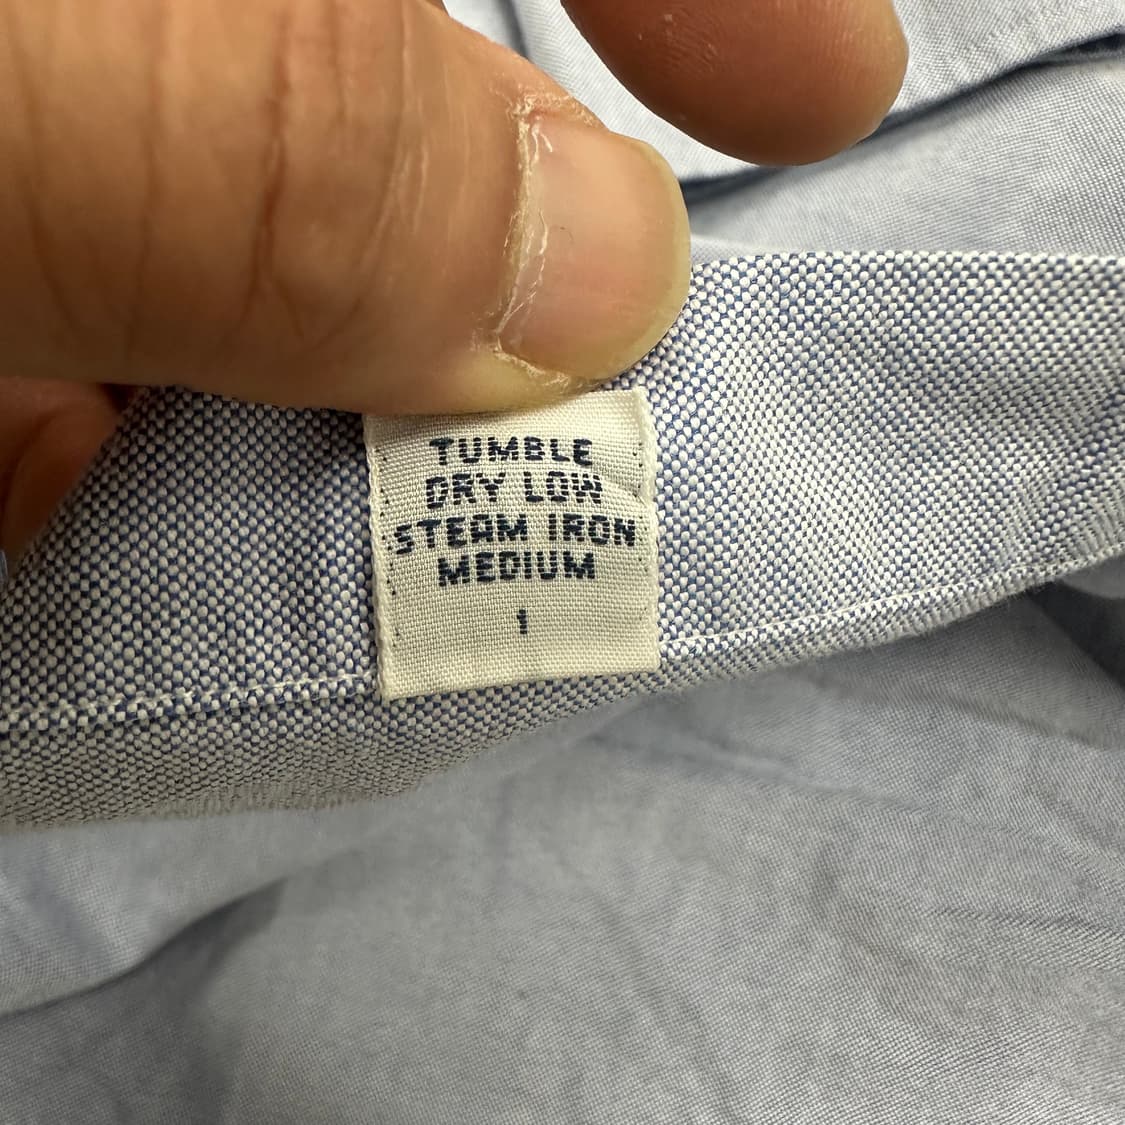 TUMBLE
DRY LOW
STEAM IRON
MEDIUM
1